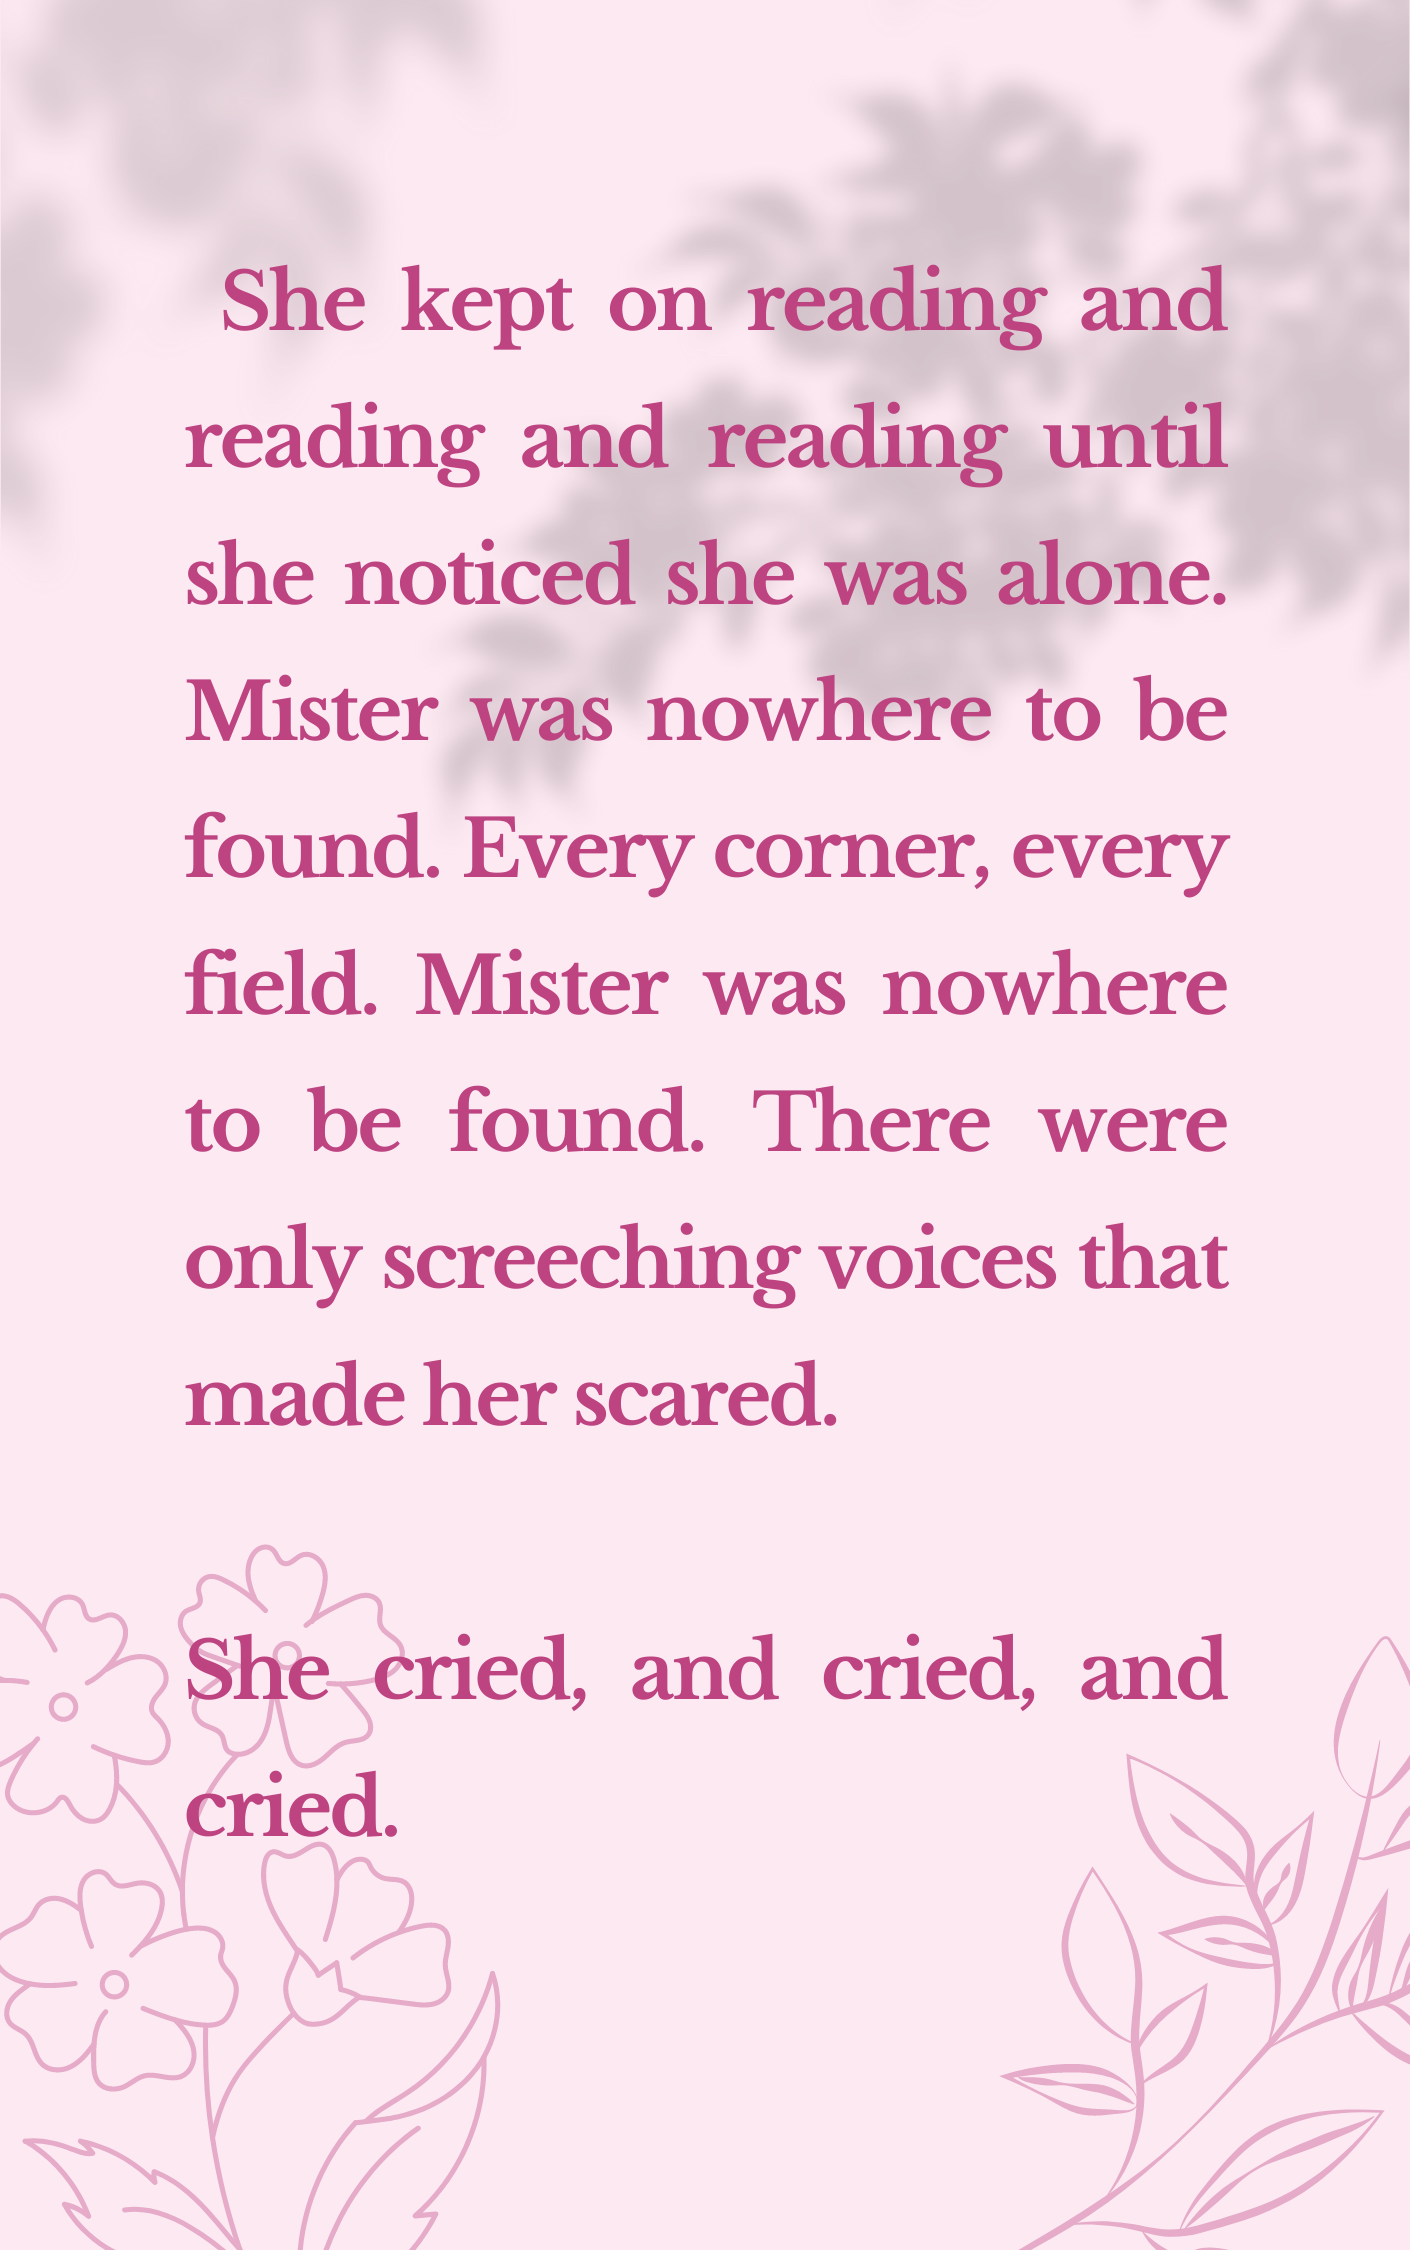 She kept on reading and
reading and reading until
she noticed she was alone.
Mister was nowhere to be
found. Every corner, every
field. Mister was nowhere
to be found. There were
only screeching voices that
made her scared.
She cried, and cried, and
cried.